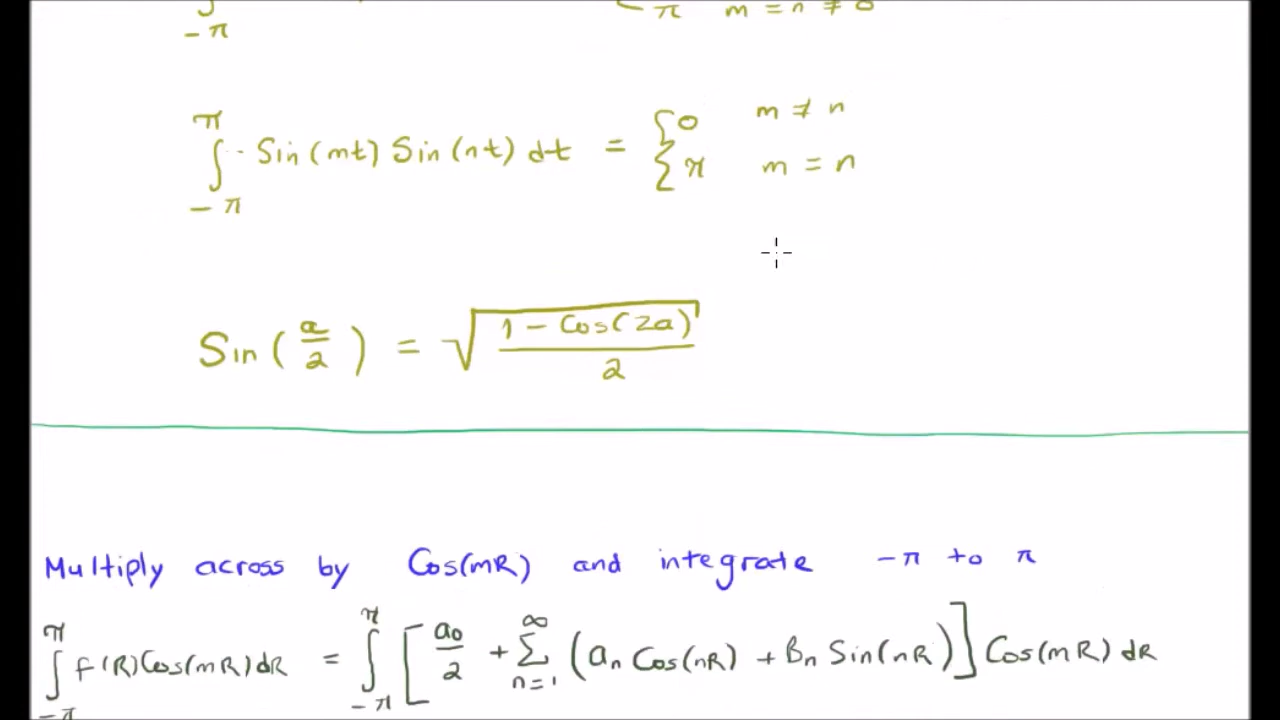 -π π m = n ≠ 0
∫_{-π}^{π} Sin(mt) Sin(nt) dt = { 0 m ≠ n
{ π m = n
Sin(a/2) = √((1 - Cos(2a))/2)
Multiply across by Cos(mR) and integrate -π to π
∫_{-π}^{π} f(R) Cos(mR) dR = ∫_{-π}^{π} [a₀/2 + Σ_{n=1}^{∞} (aₙ Cos(nR) + Bₙ Sin(nR))] Cos(mR) dR